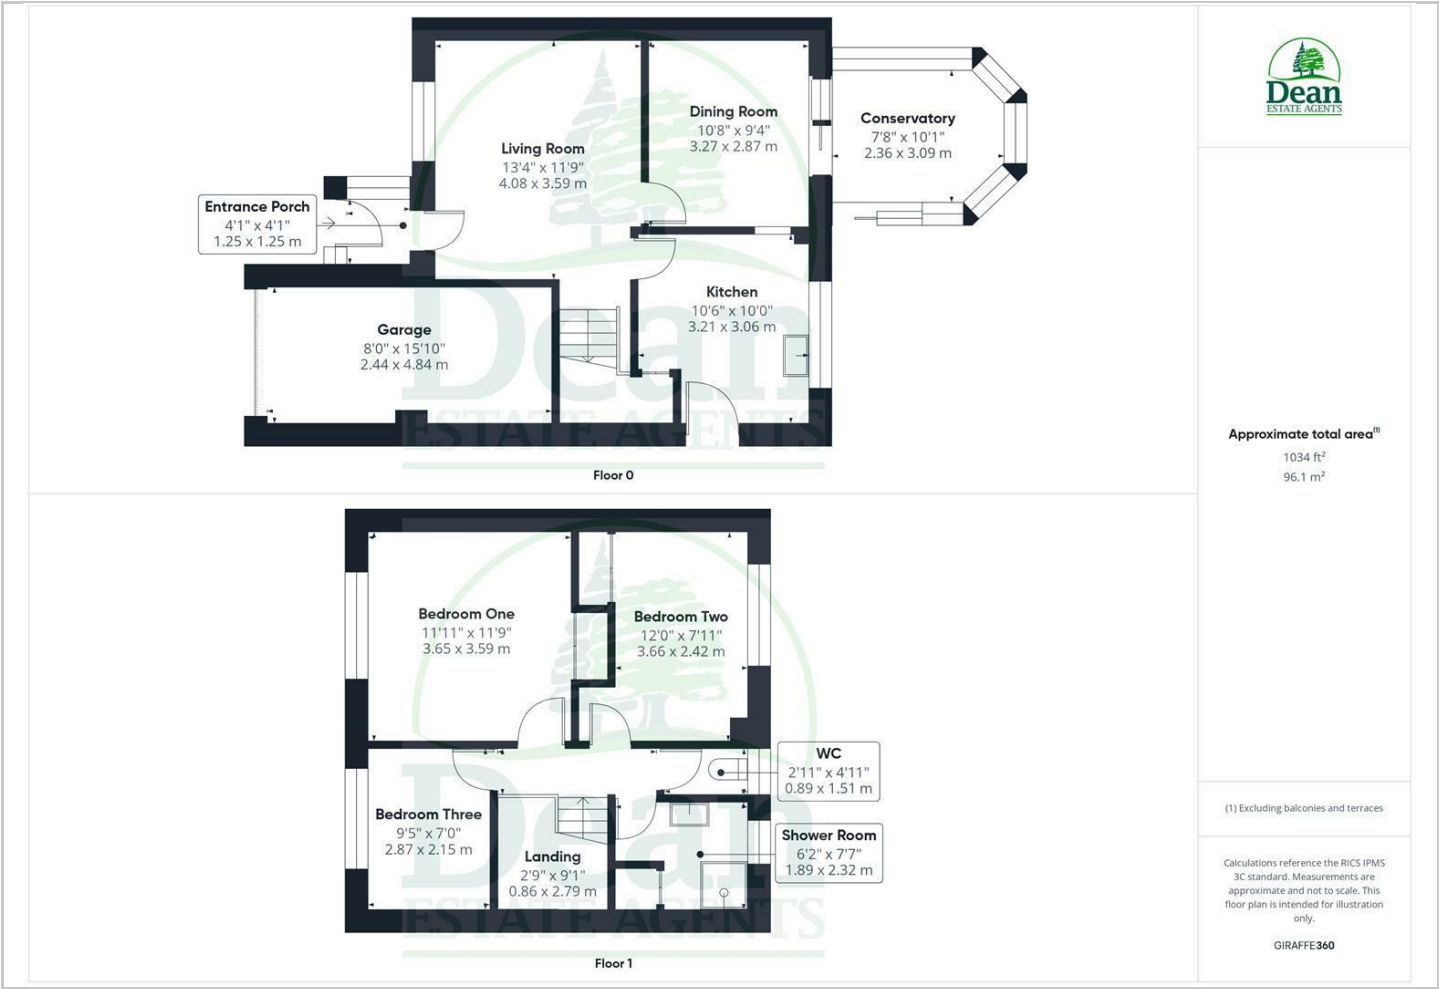 Living Room
13'4" x 11'9"
4.08 x 3.59 m
Dining Room
10'8" x 9'4"
3.27 x 2.87 m
Conservatory
7'8" x 10'1"
2.36 x 3.09 m
Entrance Porch
4'1" x 4'1"
1.25 x 1.25 m
Kitchen
10'6" x 10'0"
3.21 x 3.06 m
Garage
8'0" x 15'10"
2.44 x 4.84 m
Dean
ESTATE AGENTS
Floor 0
Bedroom One
11'11" x 11'9"
3.65 x 3.59 m
Bedroom Two
12'0" x 7'11"
3.66 x 2.42 m
WC
2'11" x 4'11"
0.89 x 1.51 m
Bedroom Three
9'5" x 7'0"
2.87 x 2.15 m
Landing
2'9" x 9'1"
0.86 x 2.79 m
Shower Room
6'2" x 7'7"
1.89 x 2.32 m
Dean
ESTATE AGENTS
Floor 1
Dean
ESTATE AGENTS
Approximate total area(1)
1034 ft²
96.1 m²
(1) Excluding balconies and terraces
Calculations reference the RICS IPMS
3C standard. Measurements are
approximate and not to scale. This
floor plan is intended for illustration
only.
GIRAFFE360